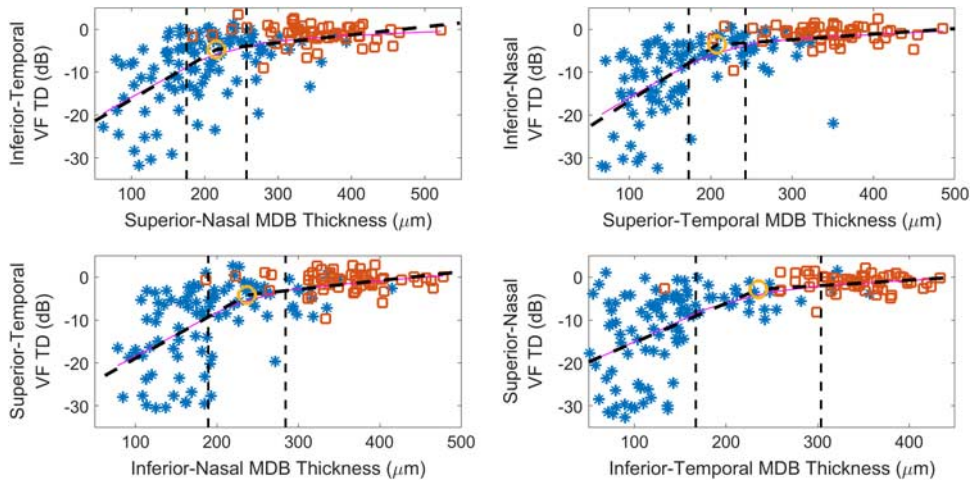 0
-10
-20
-30
Inferior-Temporal
VF TD (dB)
100 200 300 400 500
Superior-Nasal MDB Thickness (μm)
0
-10
-20
-30
Inferior-Nasal
VF TD (dB)
100 200 300 400 500
Superior-Temporal MDB Thickness (μm)
0
-10
-20
-30
Superior-Temporal
VF TD (dB)
100 200 300 400 500
Inferior-Nasal MDB Thickness (μm)
0
-10
-20
-30
Superior-Nasal
VF TD (dB)
100 200 300 400
Inferior-Temporal MDB Thickness (μm)